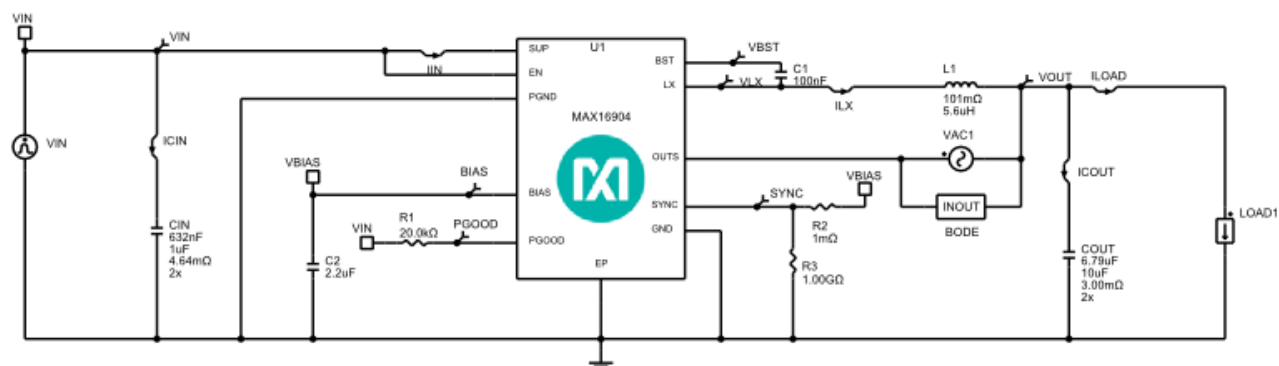 VIN
VIN
IIN
VIN
ICIN
CIN
632nF
1uF
4.64mΩ
2x
VBIAS
BIAS
C2
2.2uF
VIN
R1
20.0kΩ
PGOOD
U1
SUP
EN
PGND
BIAS
PGOOD
MAX16904
EP
BST
LX
OUTS
SYNC
GND
VBST
C1
100nF
VLX
ILX
L1
101mΩ
5.6uH
VOUT
ILOAD
VAC1
INOUT
BODE
SYNC
VBIAS
R2
1mΩ
R3
1.00GΩ
ICOUT
COUT
6.79uF
10uF
3.00mΩ
2x
LOAD1